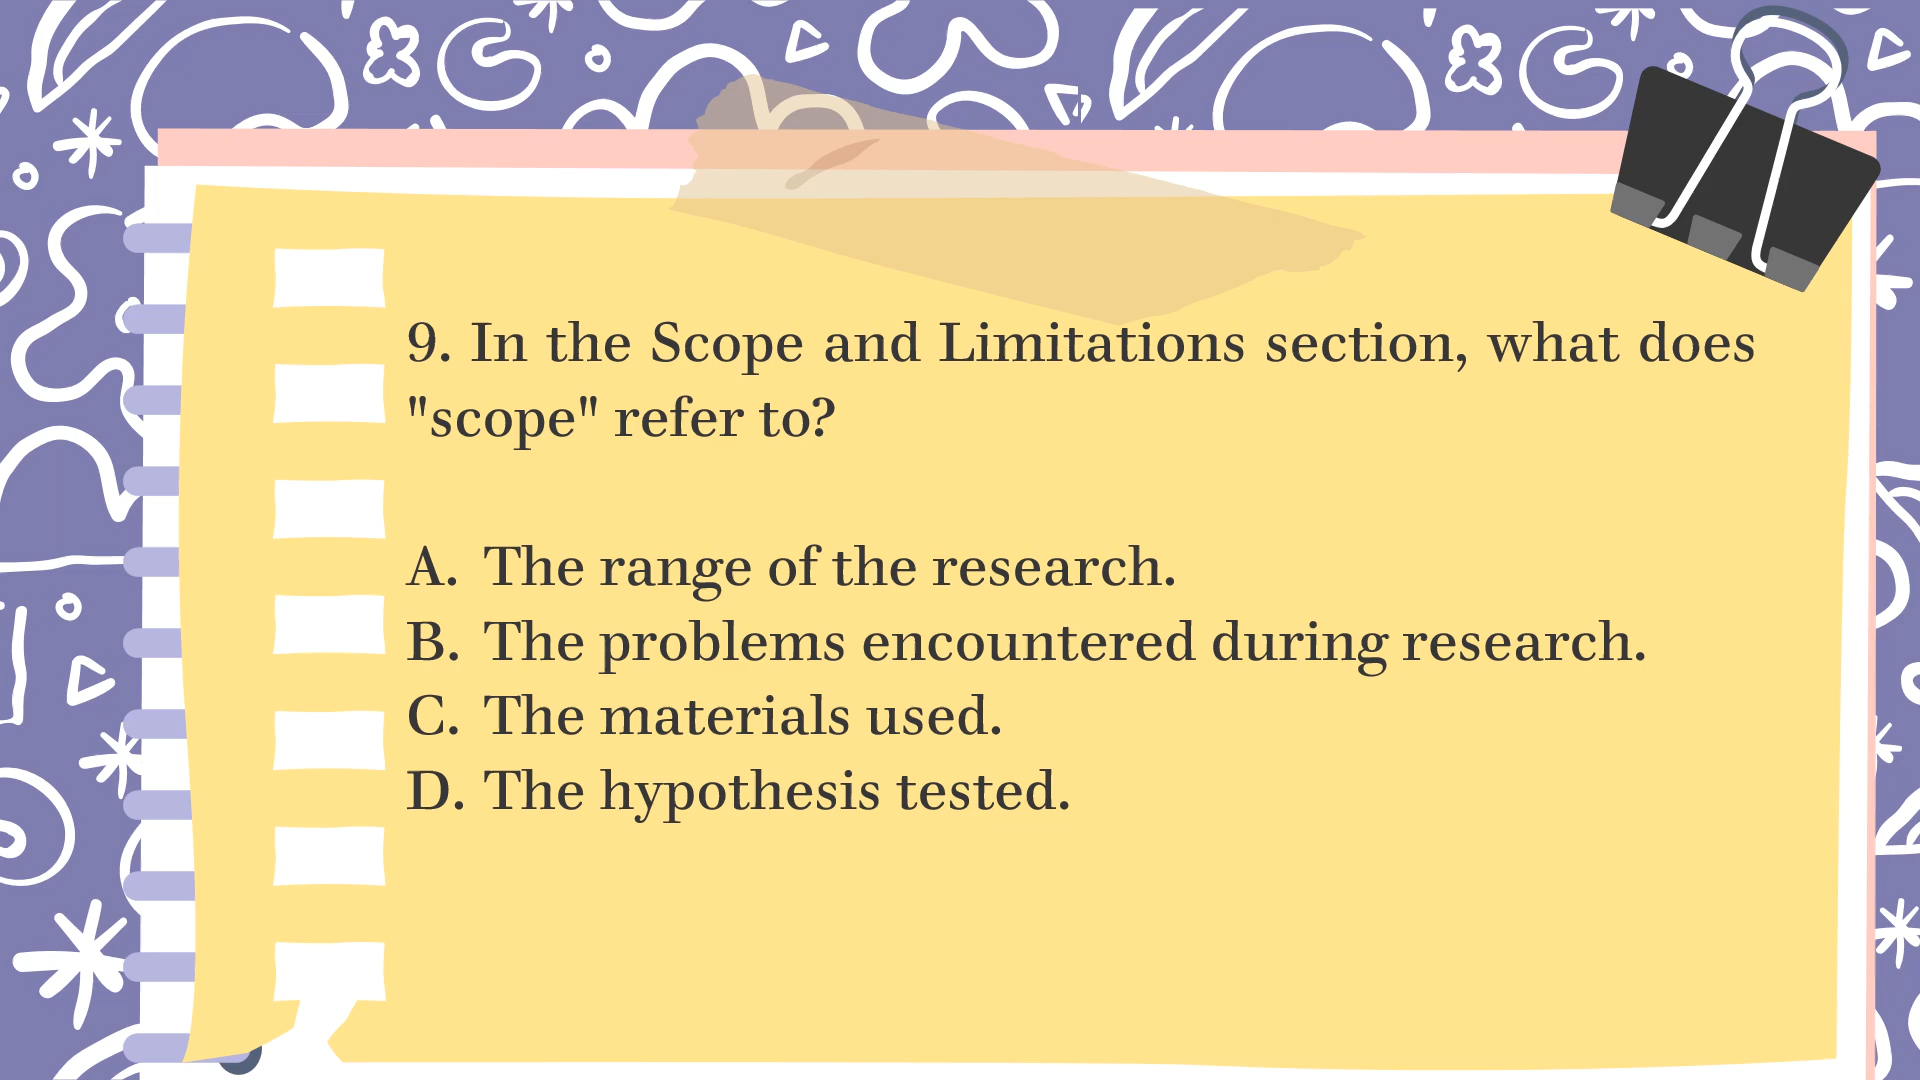 9. In the Scope and Limitations section, what does
"scope" refer to?
A. The range of the research.
B. The problems encountered during research.
C. The materials used.
D. The hypothesis tested.